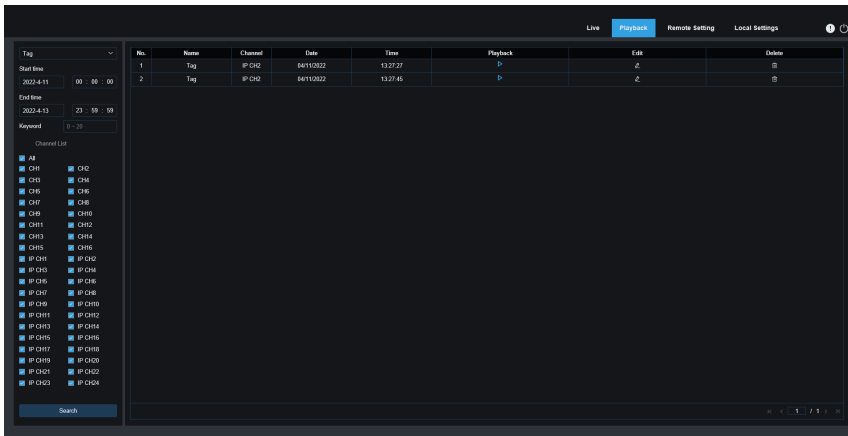 Live Playback Remote Setting Local Settings
Tag
Start time
2022-4-11 00 : 00 : 00
End time
2022-4-13 23 : 59 : 59
Keyword 0 ~ 20
Channel List
All
CH1 CH2
CH3 CH4
CH5 CH6
CH7 CH8
CH9 CH10
CH11 CH12
CH13 CH14
CH15 CH16
IP CH1 IP CH2
IP CH3 IP CH4
IP CH5 IP CH6
IP CH7 IP CH8
IP CH9 IP CH10
IP CH11 IP CH12
IP CH13 IP CH14
IP CH15 IP CH16
IP CH17 IP CH18
IP CH19 IP CH20
IP CH21 IP CH22
IP CH23 IP CH24
Search
No. Name Channel Date Time Playback Edit Delete
1 Tag IP CH2 04/11/2022 13:27:27
2 Tag IP CH2 04/11/2022 13:27:45
1 / 1